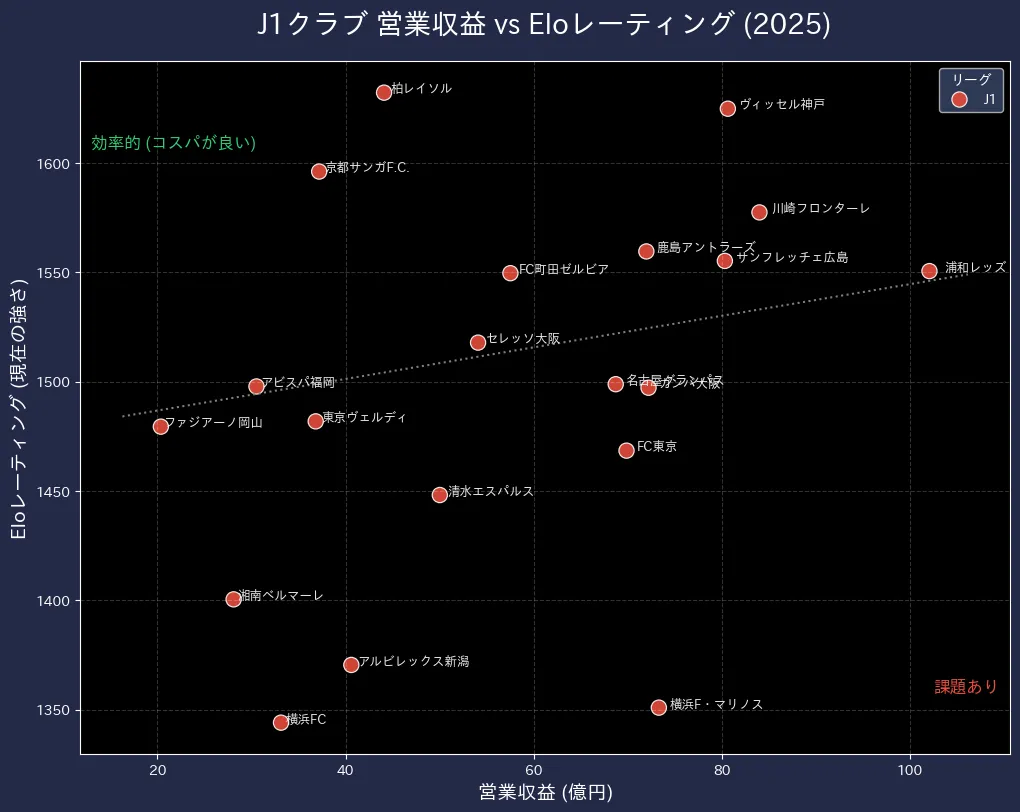 J1クラブ 営業収益 vs Eloレーティング (2025)
リーグ
J1
柏レイソル
ヴィッセル神戸
効率的 (コスパが良い)
京都サンガF.C.
川崎フロンターレ
鹿島アントラーズ
サンフレッチェ広島
FC町田ゼルビア
浦和レッズ
セレッソ大阪
アビスパ福岡
名古屋グランパス
ガンバ大阪
ファジアーノ岡山
東京ヴェルディ
FC東京
清水エスパルス
湘南ベルマーレ
アルビレックス新潟
課題あり
横浜F・マリノス
横浜FC
1600
1550
1500
1450
1400
1350
Eloレーティング (現在の強さ)
20 40 60 80 100
営業収益 (億円)